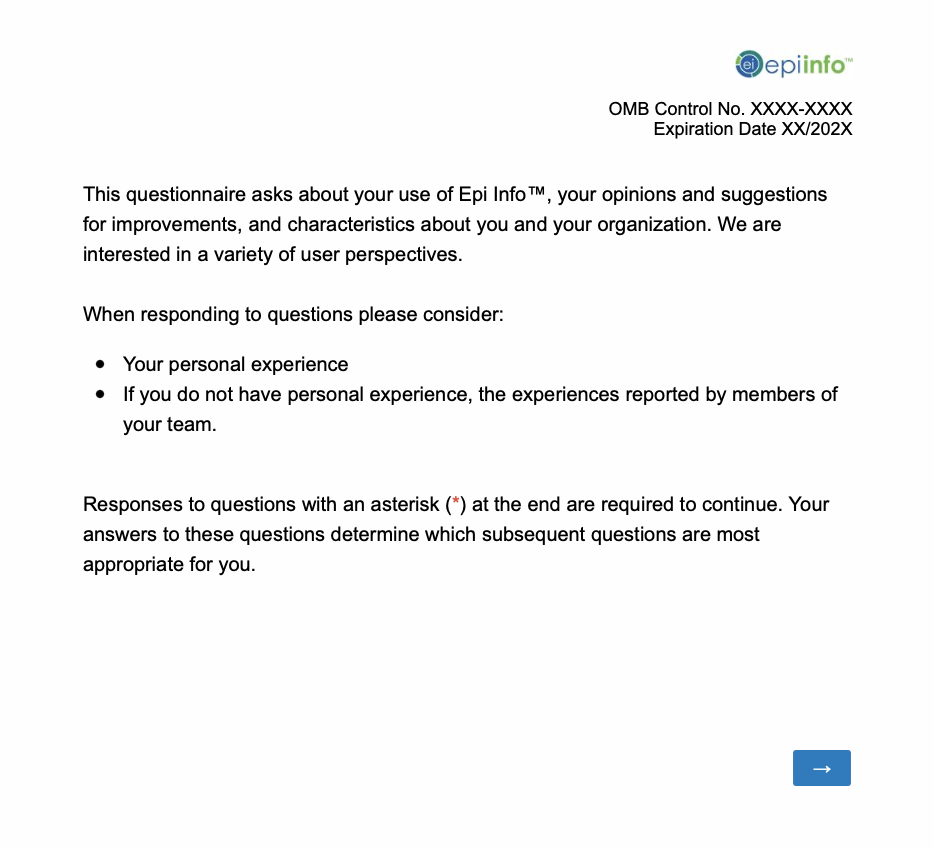 ei epiinfo™
OMB Control No. XXXX-XXXX
Expiration Date XX/202X
This questionnaire asks about your use of Epi Info™, your opinions and suggestions
for improvements, and characteristics about you and your organization. We are
interested in a variety of user perspectives.
When responding to questions please consider:
• Your personal experience
• If you do not have personal experience, the experiences reported by members of
your team.
Responses to questions with an asterisk (*) at the end are required to continue. Your
answers to these questions determine which subsequent questions are most
appropriate for you.
→